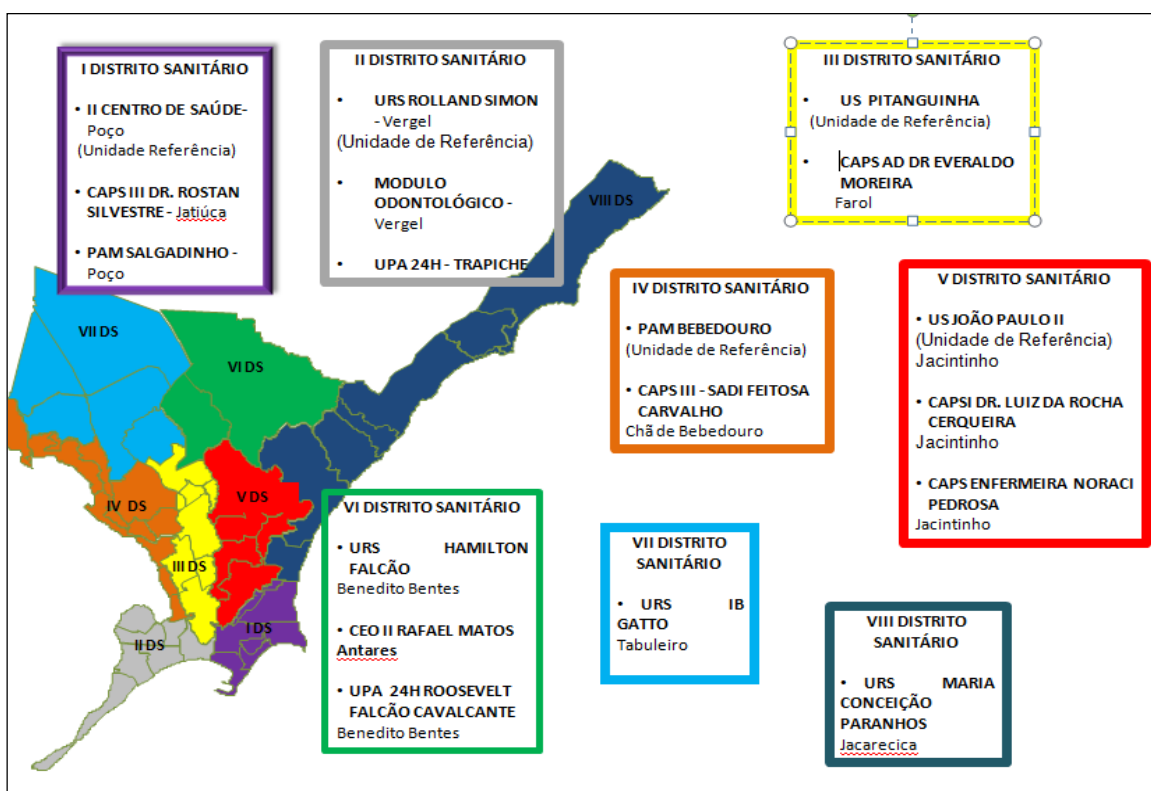 I DISTRITO SANITÁRIO
• II CENTRO DE SAÚDE-
Poço
(Unidade Referência)
• CAPS III DR. ROSTAN
SILVESTRE - Jatiúca
• PAM SALGADINHO -
Poço
II DISTRITO SANITÁRIO
• URS ROLLAND SIMON
- Vergel
(Unidade de Referência)
• MODULO
ODONTOLÓGICO -
Vergel
• UPA 24H - TRAPICHE
III DISTRITO SANITÁRIO
• US PITANGUINHA
(Unidade de Referência)
• CAPS AD DR EVERALDO
MOREIRA
Farol
IV DISTRITO SANITÁRIO
• PAM BEBEDOURO
(Unidade de Referência)
• CAPS III - SADI FEITOSA
CARVALHO
Chã de Bebedouro
V DISTRITO SANITÁRIO
• US JOÃO PAULO II
(Unidade de Referência)
Jacintinho
• CAPSI DR. LUIZ DA ROCHA
CERQUEIRA
Jacintinho
• CAPS ENFERMEIRA NORACI
PEDROSA
Jacintinho
VIII DS
VII DS
VI DS
V DS
IV DS
III DS
I DS
II DS
VI DISTRITO SANITÁRIO
• URS HAMILTON
FALCÃO
Benedito Bentes
• CEO II RAFAEL MATOS
Antares
• UPA 24H ROOSEVELT
FALCÃO CAVALCANTE
Benedito Bentes
VII DISTRITO
SANITÁRIO
• URS IB
GATTO
Tabuleiro
VIII DISTRITO
SANITÁRIO
• URS MARIA
CONCEIÇÃO
PARANHOS
Jacarecica